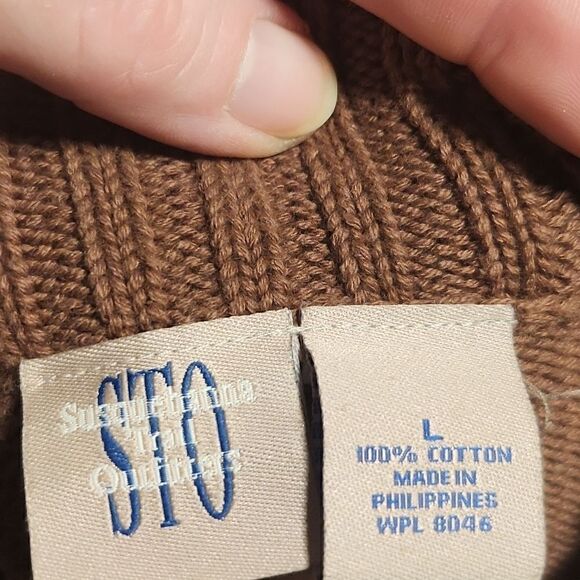 STO
Susquehanna
Trail
Outfitters
L
100% COTTON
MADE IN
PHILIPPINES
WPL 8046